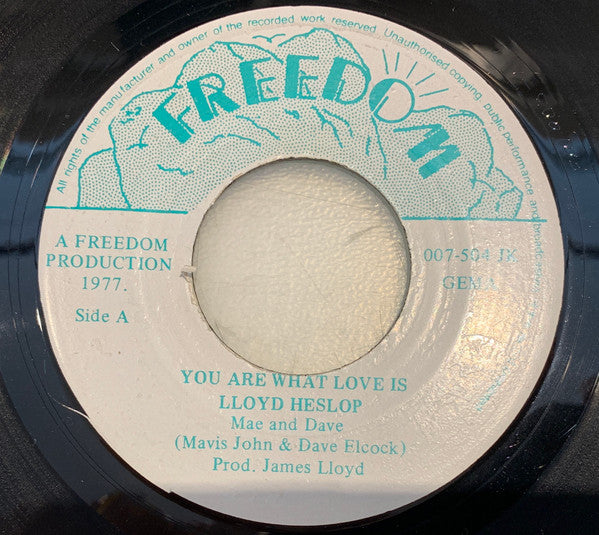 All rights of the manufacturer and owner of the recorded work reserved. Unauthorised copying, public performance and broadcasting
FREEDOM
A FREEDOM
PRODUCTION
1977.
Side A
007-504 JK
GEMA
YOU ARE WHAT LOVE IS
LLOYD HESLOP
Mae and Dave
(Mavis John & Dave Elcock)
Prod. James Lloyd